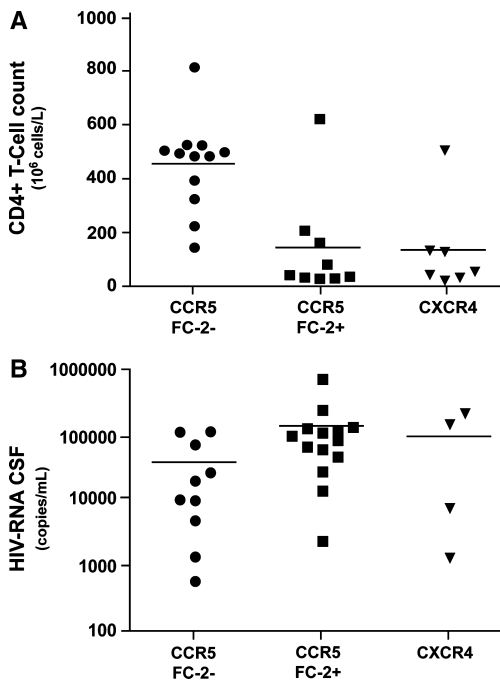 A
CD4+ T-Cell count
(10⁶ cells/L)
1000
800
600
400
200
0
CCR5
FC-2-
CCR5
FC-2+
CXCR4
B
HIV-RNA CSF
(copies/mL)
1000000
100000
10000
1000
100
CCR5
FC-2-
CCR5
FC-2+
CXCR4